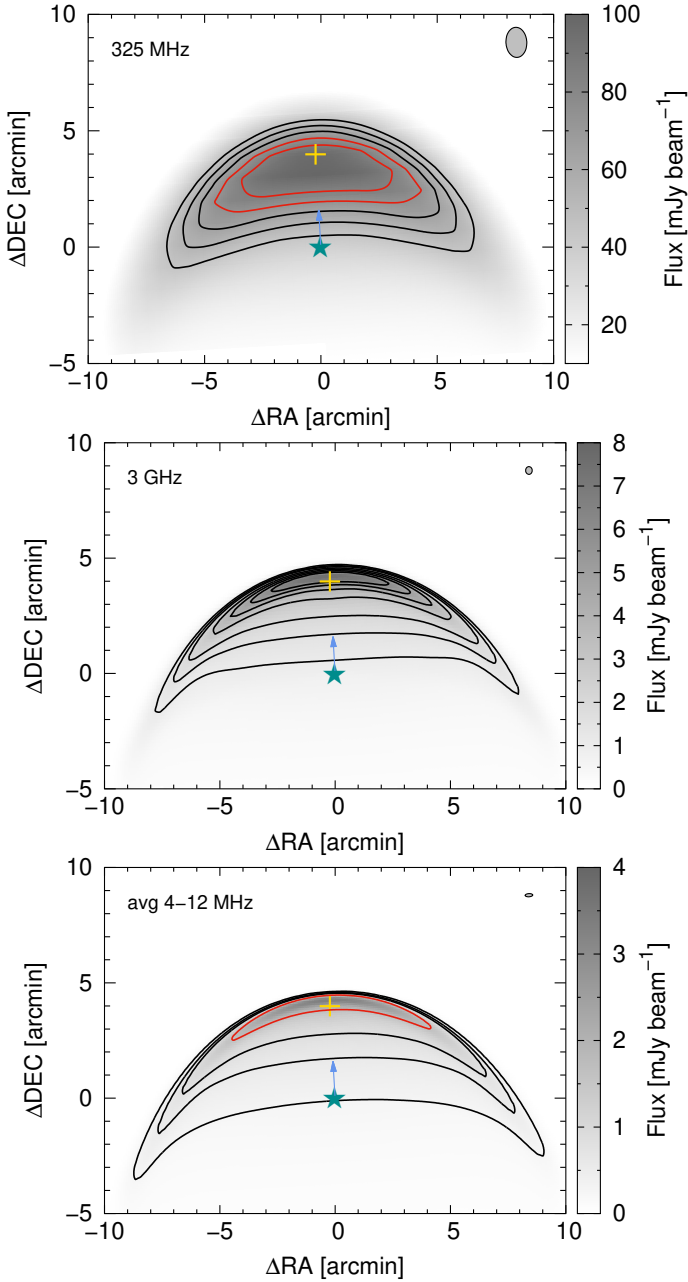 325 MHz
10
5
0
−5
ΔDEC [arcmin]
−10 −5 0 5 10
ΔRA [arcmin]
100
80
60
40
20
Flux [mJy beam−1]
3 GHz
10
5
0
−5
ΔDEC [arcmin]
−10 −5 0 5 10
ΔRA [arcmin]
8
7
6
5
4
3
2
1
0
Flux [mJy beam−1]
avg 4−12 MHz
10
5
0
−5
ΔDEC [arcmin]
−10 −5 0 5 10
ΔRA [arcmin]
4
3
2
1
0
Flux [mJy beam−1]